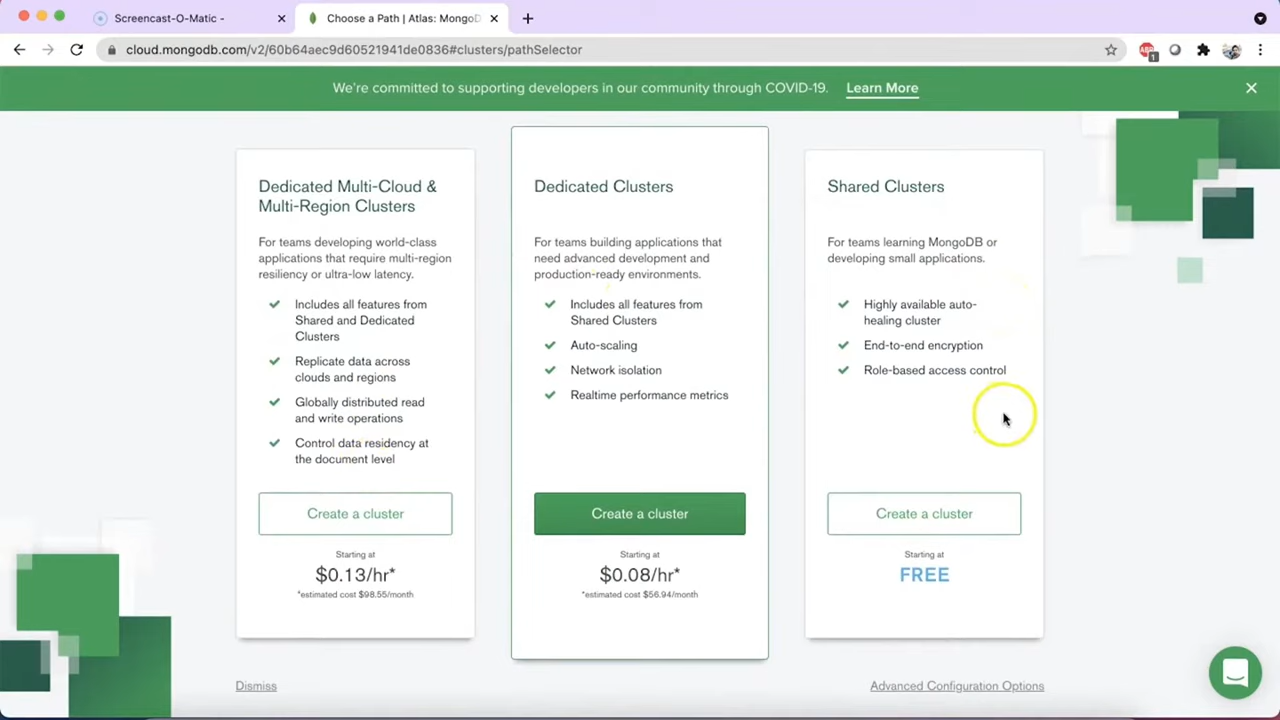 Screencast-O-Matic -
Choose a Path | Atlas: MongoD
cloud.mongodb.com/v2/60b64aec9d60521941de0836#clusters/pathSelector
ABP
1
We're committed to supporting developers in our community through COVID-19. Learn More
Dedicated Multi-Cloud &
Multi-Region Clusters
For teams developing world-class
applications that require multi-region
resiliency or ultra-low latency.
Includes all features from
Shared and Dedicated
Clusters
Replicate data across
clouds and regions
Globally distributed read
and write operations
Control data residency at
the document level
Create a cluster
Starting at
$0.13/hr*
*estimated cost $98.55/month
Dedicated Clusters
For teams building applications that
need advanced development and
production-ready environments.
Includes all features from
Shared Clusters
Auto-scaling
Network isolation
Realtime performance metrics
Create a cluster
Starting at
$0.08/hr*
*estimated cost $56.94/month
Shared Clusters
For teams learning MongoDB or
developing small applications.
Highly available auto-
healing cluster
End-to-end encryption
Role-based access control
Create a cluster
Starting at
FREE
Dismiss
Advanced Configuration Options